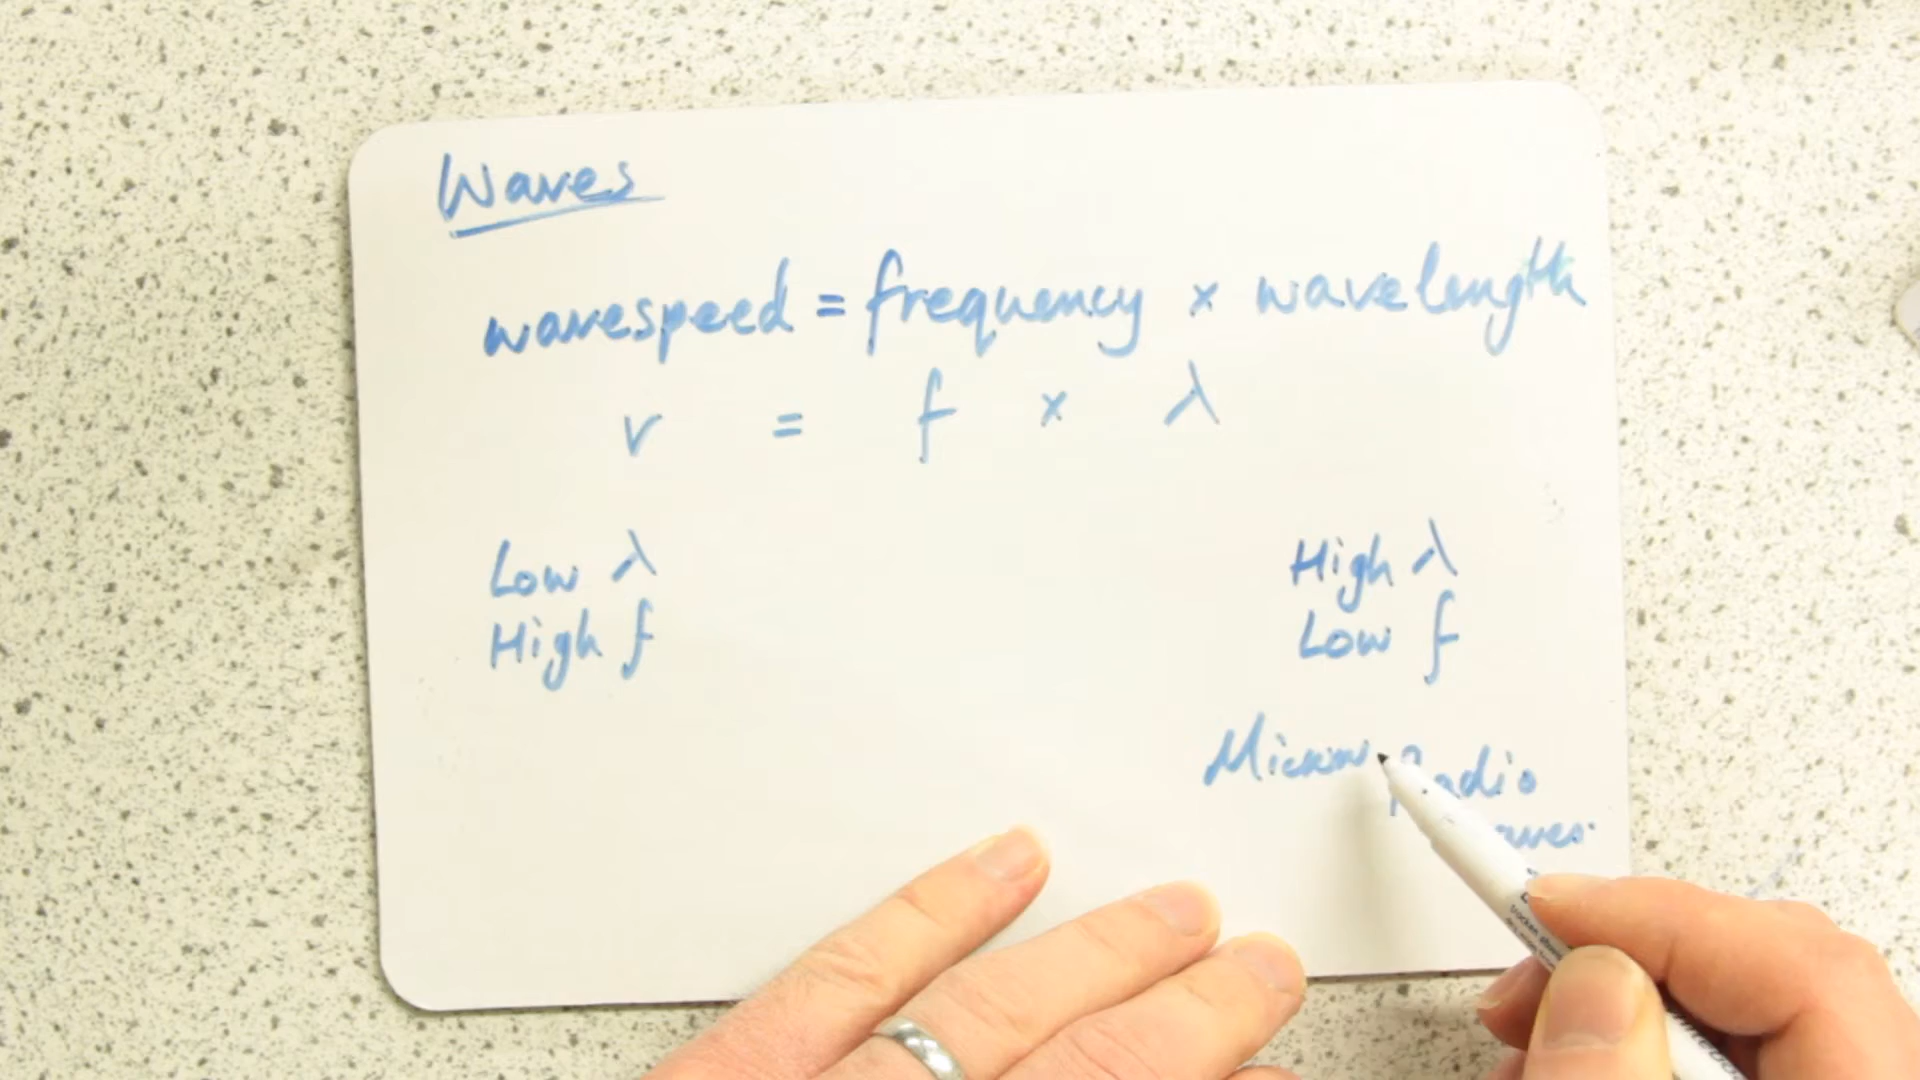 Waves
wavespeed = frequency × wavelength
v = f × λ
Low λ
High f
High λ
Low f
Radio